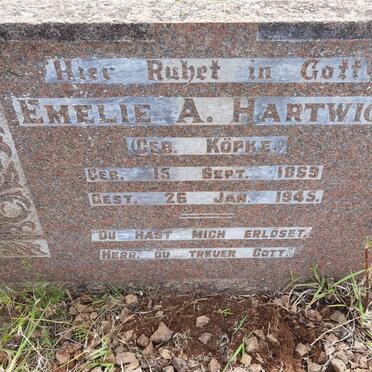 Hier Ruhet in Gott
EMELIE A. HARTWIG
(GEB. KÖPKE.)
GEB. 15 SEPT. 1869
GEST. 26 JAN. 1945.
"DU HAST MICH ERLÖSET.
HERR, DU TREUER GOTT."